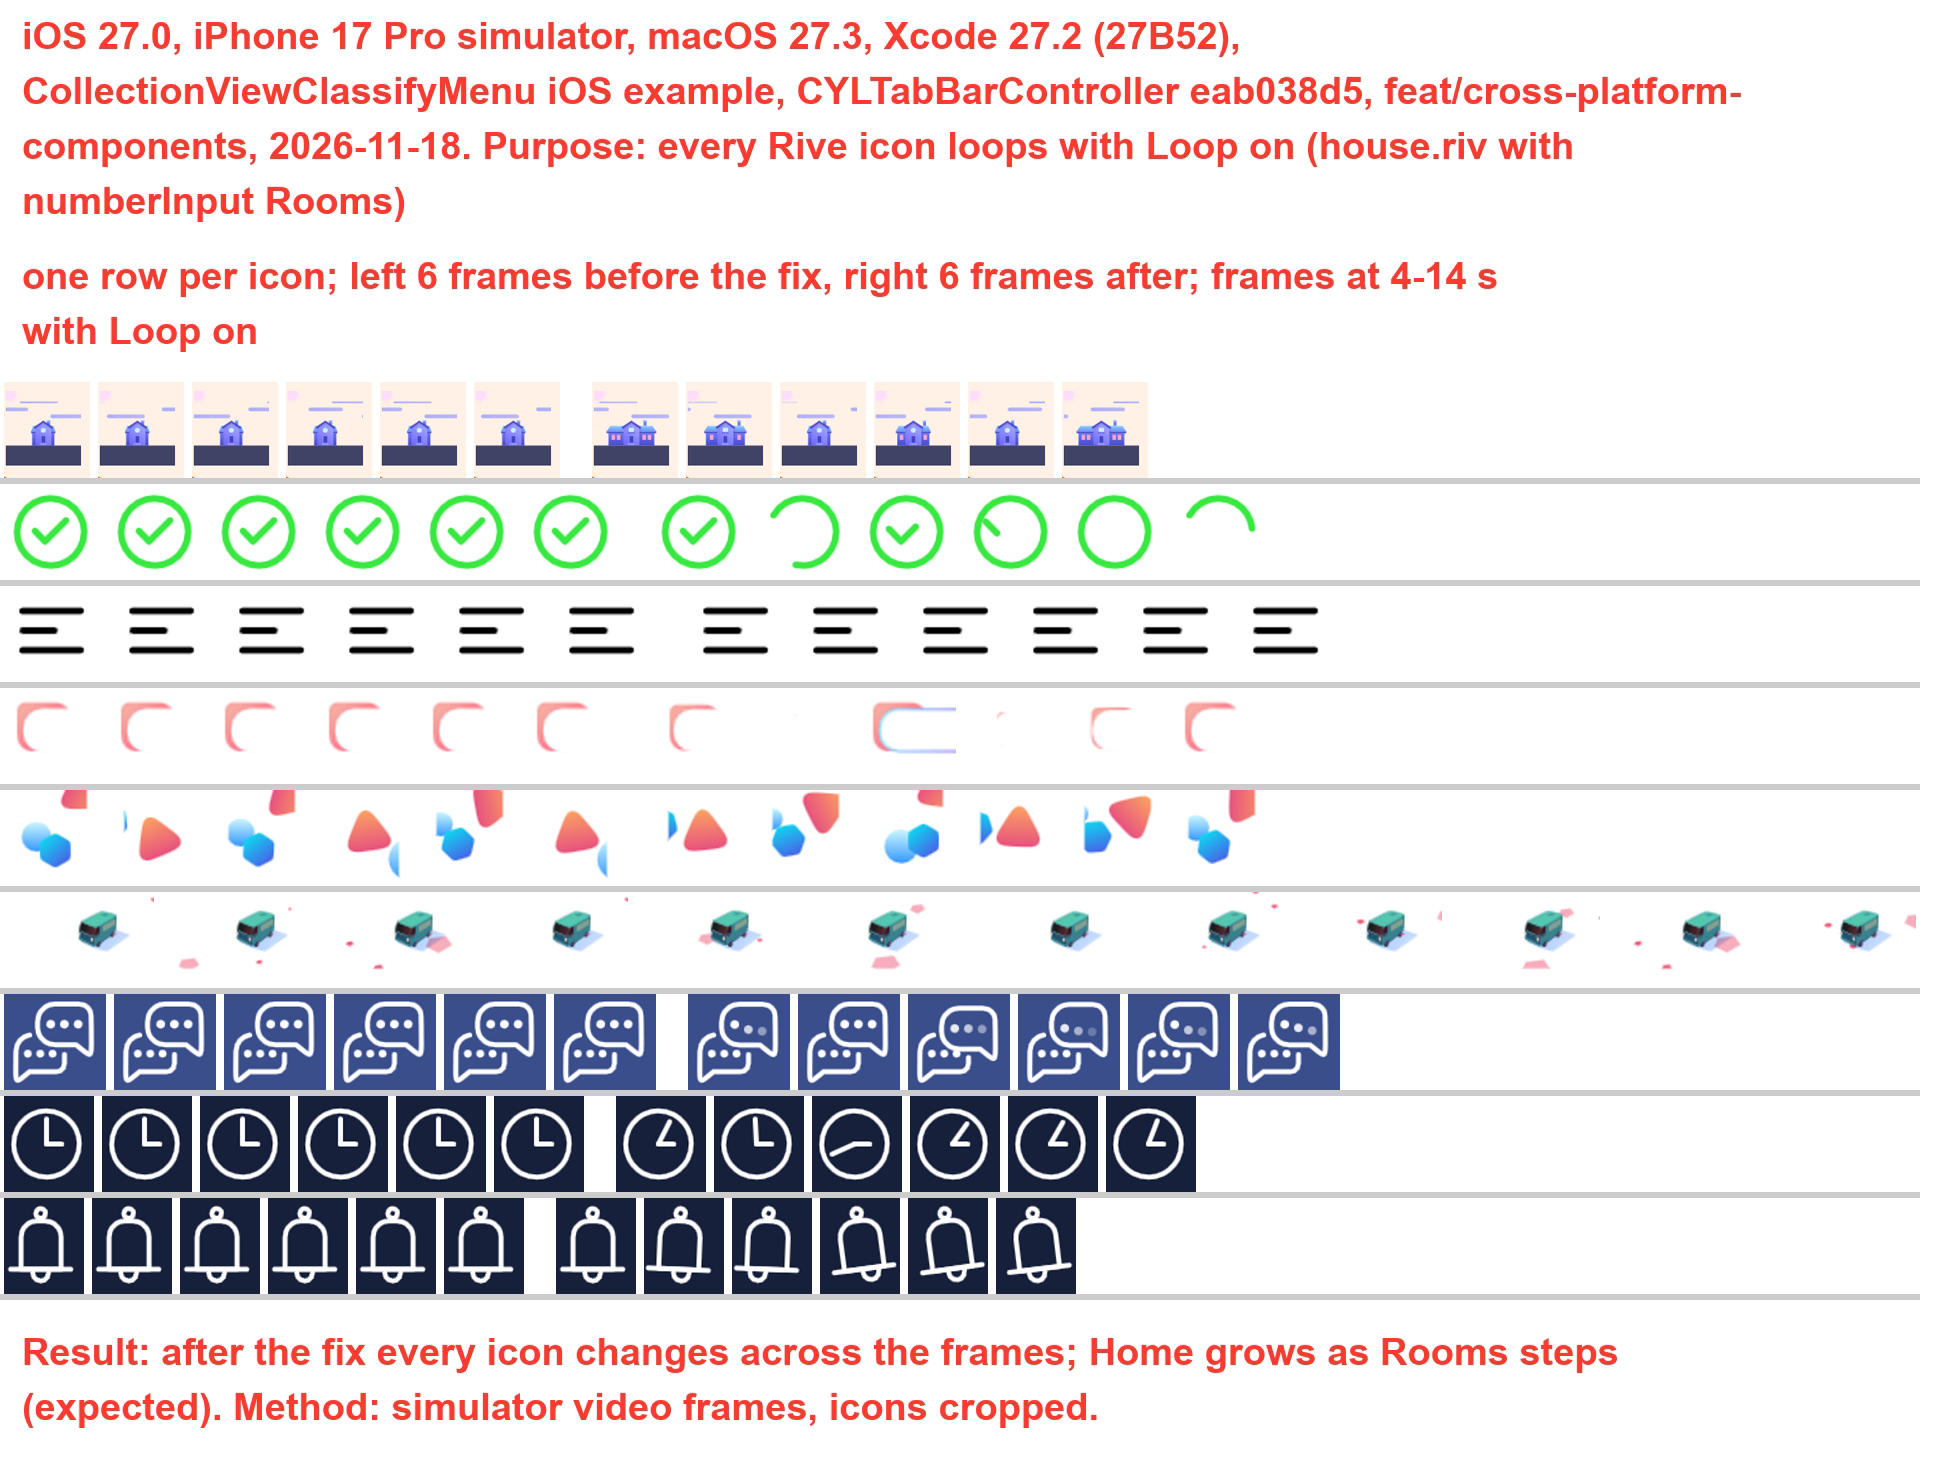 iOS 27.0, iPhone 17 Pro simulator, macOS 27.3, Xcode 27.2 (27B52),
CollectionViewClassifyMenu iOS example, CYLTabBarController eab038d5, feat/cross-platform-
components, 2026-11-18. Purpose: every Rive icon loops with Loop on (house.riv with
numberInput Rooms)
one row per icon; left 6 frames before the fix, right 6 frames after; frames at 4-14 s
with Loop on
Result: after the fix every icon changes across the frames; Home grows as Rooms steps
(expected). Method: simulator video frames, icons cropped.